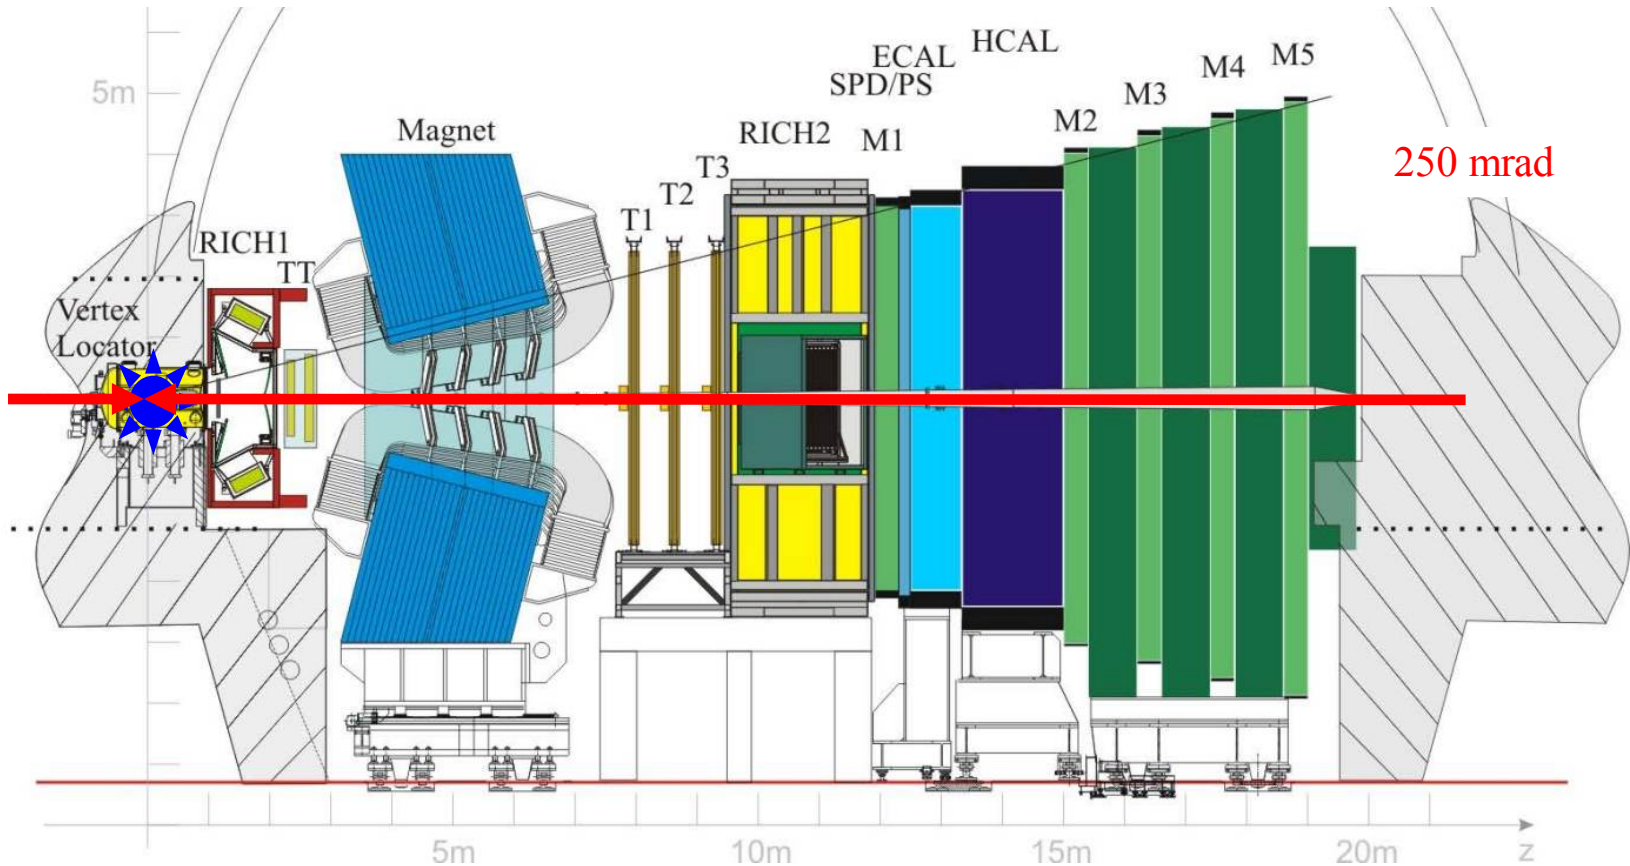 HCAL
ECAL
SPD/PS
M5
M4
M3
M2
5m
Magnet
RICH2
M1
250 mrad
T3
T2
T1
RICH1
TT
Vertex
Locator
5m
10m
15m
20m
z